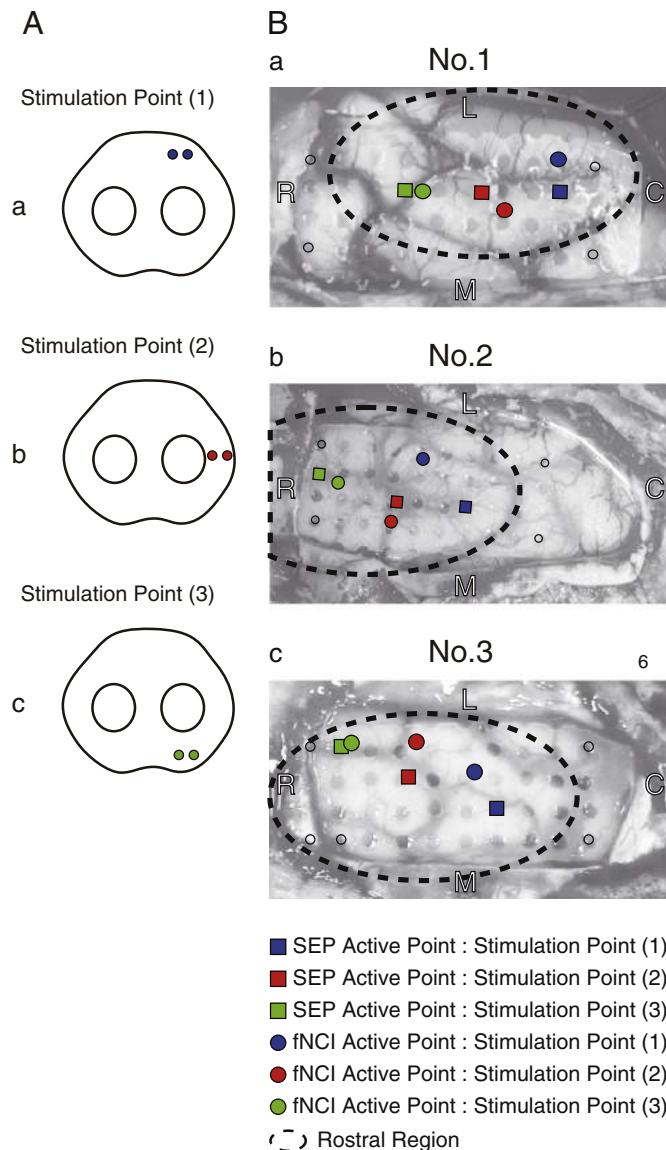 A
B
a
No.1
Stimulation Point (1)
L
a
R
C
M
Stimulation Point (2)
b
No.2
L
b
R
C
M
Stimulation Point (3)
c
No.3
6
L
c
R
C
M
SEP Active Point : Stimulation Point (1)
SEP Active Point : Stimulation Point (2)
SEP Active Point : Stimulation Point (3)
fNCI Active Point : Stimulation Point (1)
fNCI Active Point : Stimulation Point (2)
fNCI Active Point : Stimulation Point (3)
Rostral Region